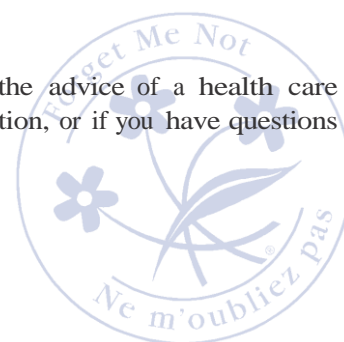 Forget Me Not
the advice of a health care
tion, or if you have questions
®
Ne m'oubliez pas